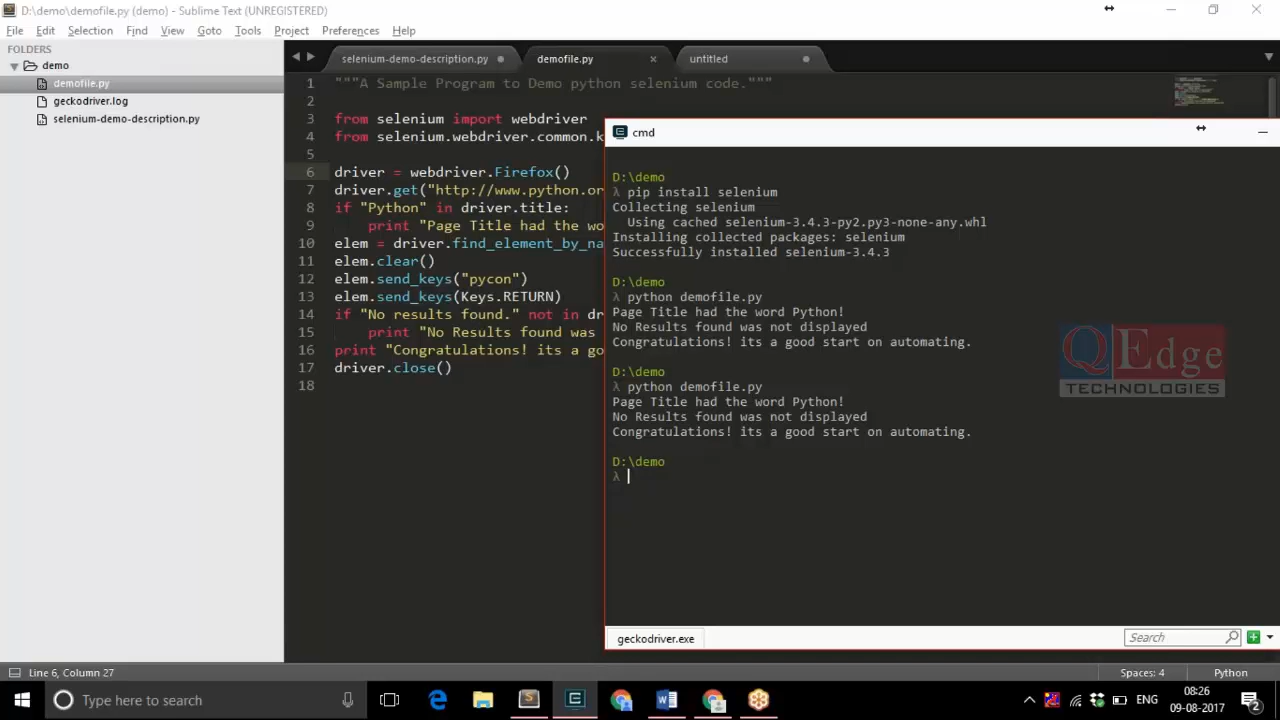 D:\demo\demofile.py (demo) - Sublime Text (UNREGISTERED)
File Edit Selection Find View Goto Tools Project Preferences Help
FOLDERS
demo
demofile.py
geckodriver.log
selenium-demo-description.py
selenium-demo-description.py demofile.py untitled
1 """A Sample Program to Demo python selenium code."""
2
3 from selenium import webdriver
4 from selenium.webdriver.common.k
5
6 driver = webdriver.Firefox()
7 driver.get("http://www.python.or
8 if "Python" in driver.title:
9 print "Page Title had the wo
10 elem = driver.find_element_by_na
11 elem.clear()
12 elem.send_keys("pycon")
13 elem.send_keys(Keys.RETURN)
14 if "No results found." not in dr
15 print "No Results found was
16 print "Congratulations! its a go
17 driver.close()
18
cmd
D:\demo
λ pip install selenium
Collecting selenium
Using cached selenium-3.4.3-py2.py3-none-any.whl
Installing collected packages: selenium
Successfully installed selenium-3.4.3
D:\demo
λ python demofile.py
Page Title had the word Python!
No Results found was not displayed
Congratulations! its a good start on automating.
D:\demo
λ python demofile.py
Page Title had the word Python!
No Results found was not displayed
Congratulations! its a good start on automating.
D:\demo
λ
QEdge
TECHNOLOGIES
geckodriver.exe
Search
Line 6, Column 27
Spaces: 4 Python
Type here to search
ENG
08:26
09-08-2017
2